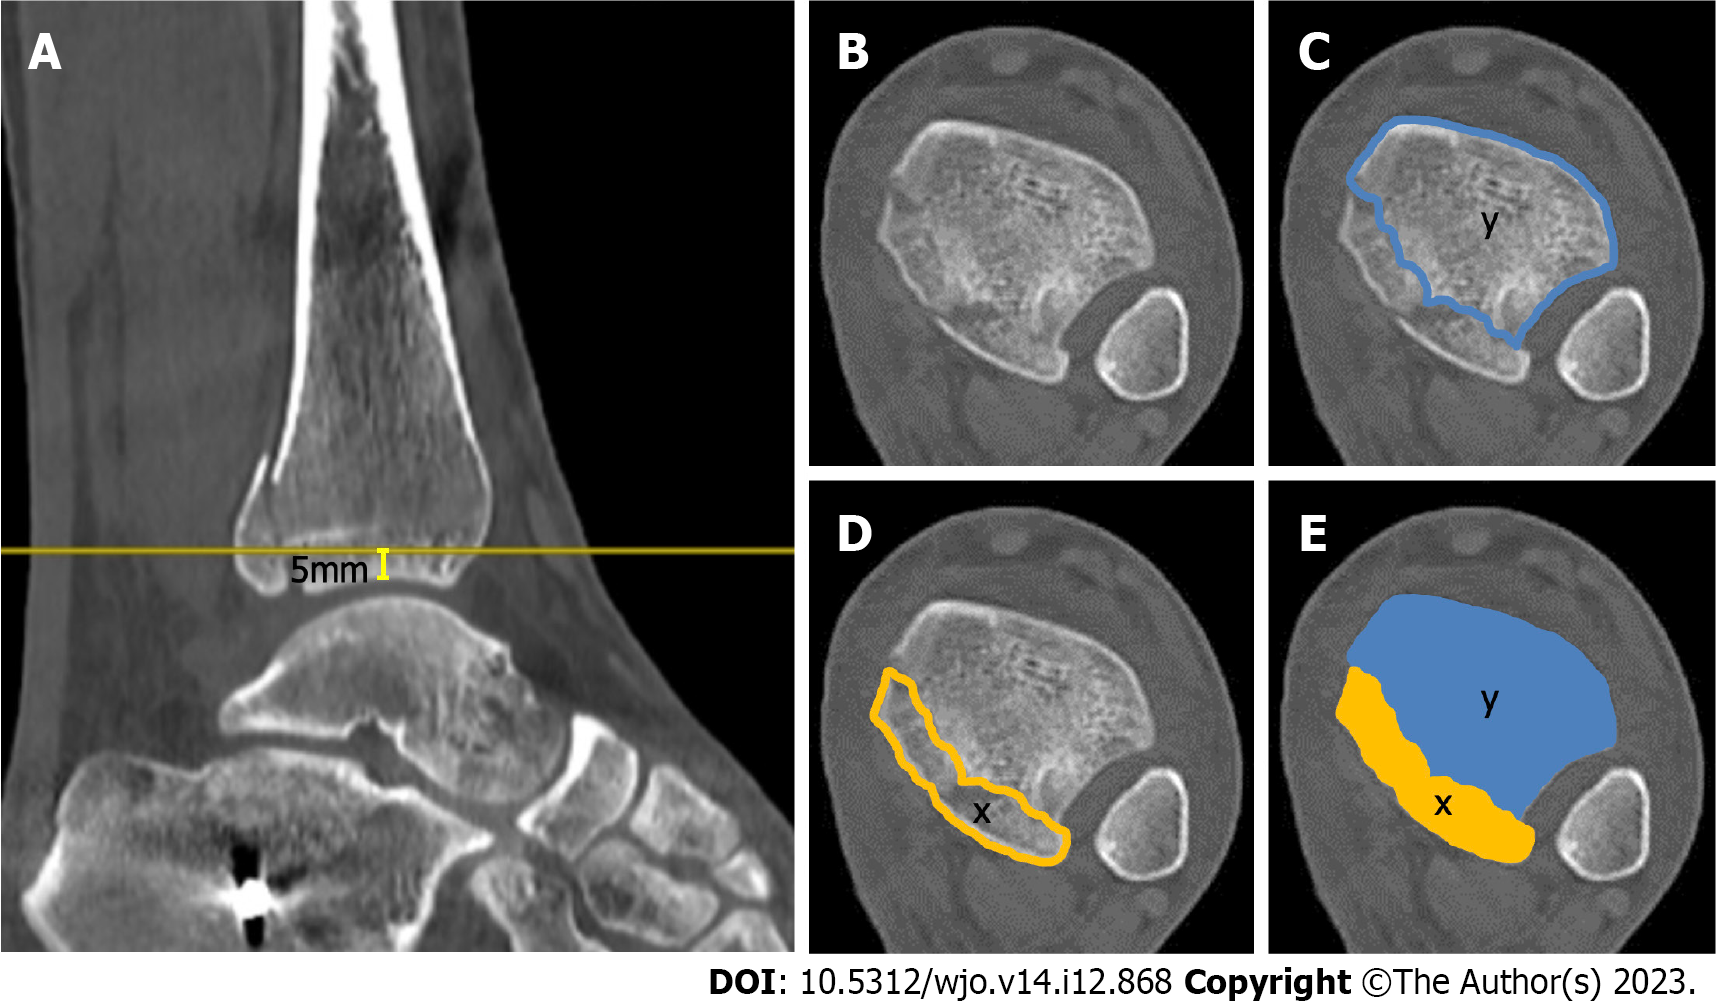 A
5mm
B
C
y
D
x
E
y
x
DOI: 10.5312/wjo.v14.i12.868 Copyright ©The Author(s) 2023.